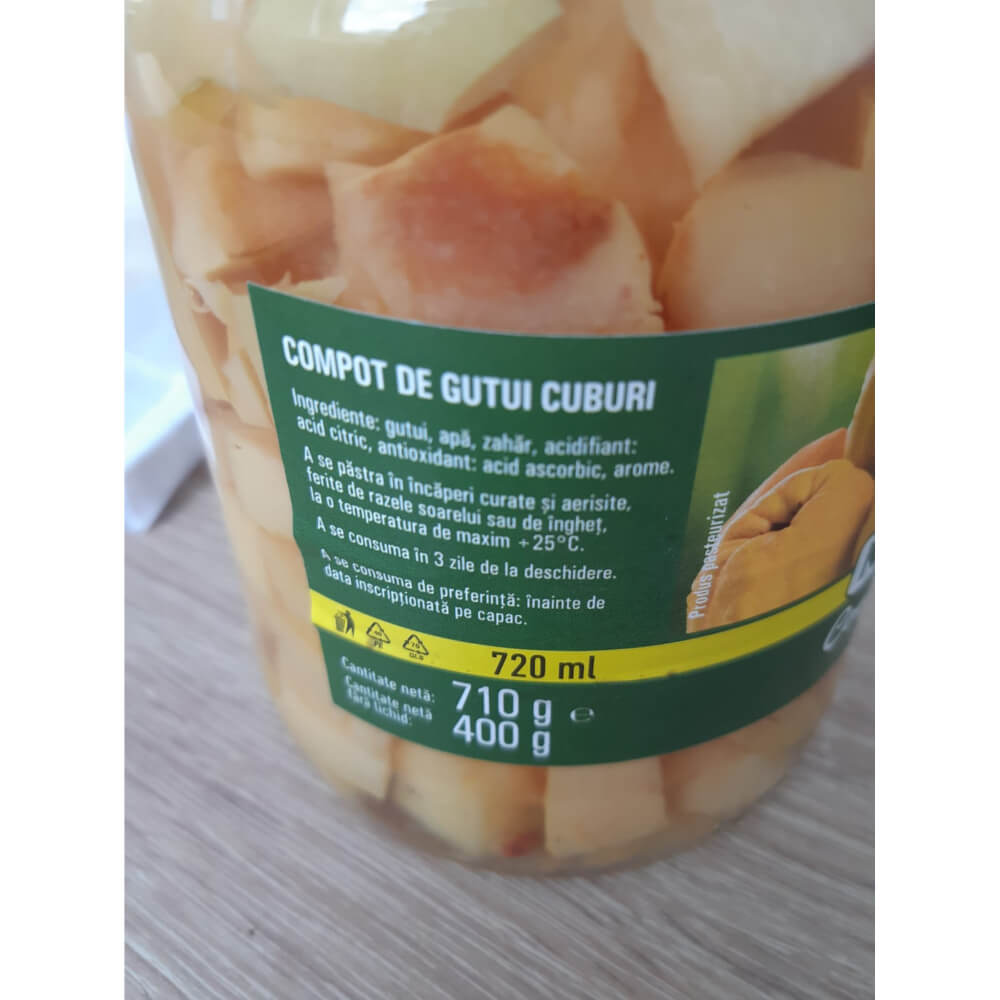 COMPOT DE GUTUI CUBURI
Ingrediente: gutui, apă, zahăr, acidifiant:
acid citric, antioxidant: acid ascorbic, arome.
A se păstra în încăperi curate și aerisite,
ferite de razele soarelui sau de îngheț,
la o temperatura de maxim +25°C.
A se consuma în 3 zile de la deschidere.
A se consuma de preferință: înainte de
data inscripționată pe capac.
720 ml
Cantitate netă: 710 g ℮
Cantitate netă
fără lichid: 400 g
Produs pasteurizat